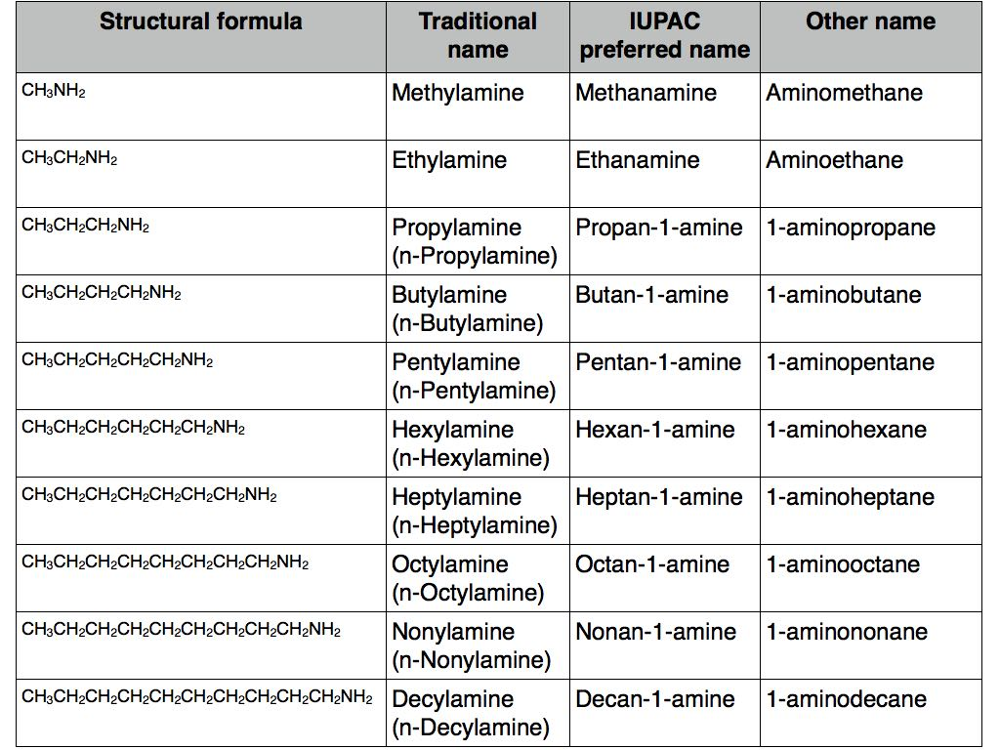 Structural formula
Traditional name
IUPAC preferred name
Other name
CH₃NH₂
Methylamine
Methanamine
Aminomethane
CH₃CH₂NH₂
Ethylamine
Ethanamine
Aminoethane
CH₃CH₂CH₂NH₂
Propylamine
(n-Propylamine)
Propan-1-amine
1-aminopropane
CH₃CH₂CH₂CH₂NH₂
Butylamine
(n-Butylamine)
Butan-1-amine
1-aminobutane
CH₃CH₂CH₂CH₂CH₂NH₂
Pentylamine
(n-Pentylamine)
Pentan-1-amine
1-aminopentane
CH₃CH₂CH₂CH₂CH₂CH₂NH₂
Hexylamine
(n-Hexylamine)
Hexan-1-amine
1-aminohexane
CH₃CH₂CH₂CH₂CH₂CH₂CH₂NH₂
Heptylamine
(n-Heptylamine)
Heptan-1-amine
1-aminoheptane
CH₃CH₂CH₂CH₂CH₂CH₂CH₂CH₂NH₂
Octylamine
(n-Octylamine)
Octan-1-amine
1-aminooctane
CH₃CH₂CH₂CH₂CH₂CH₂CH₂CH₂CH₂NH₂
Nonylamine
(n-Nonylamine)
Nonan-1-amine
1-aminononane
CH₃CH₂CH₂CH₂CH₂CH₂CH₂CH₂CH₂CH₂NH₂
Decylamine
(n-Decylamine)
Decan-1-amine
1-aminodecane